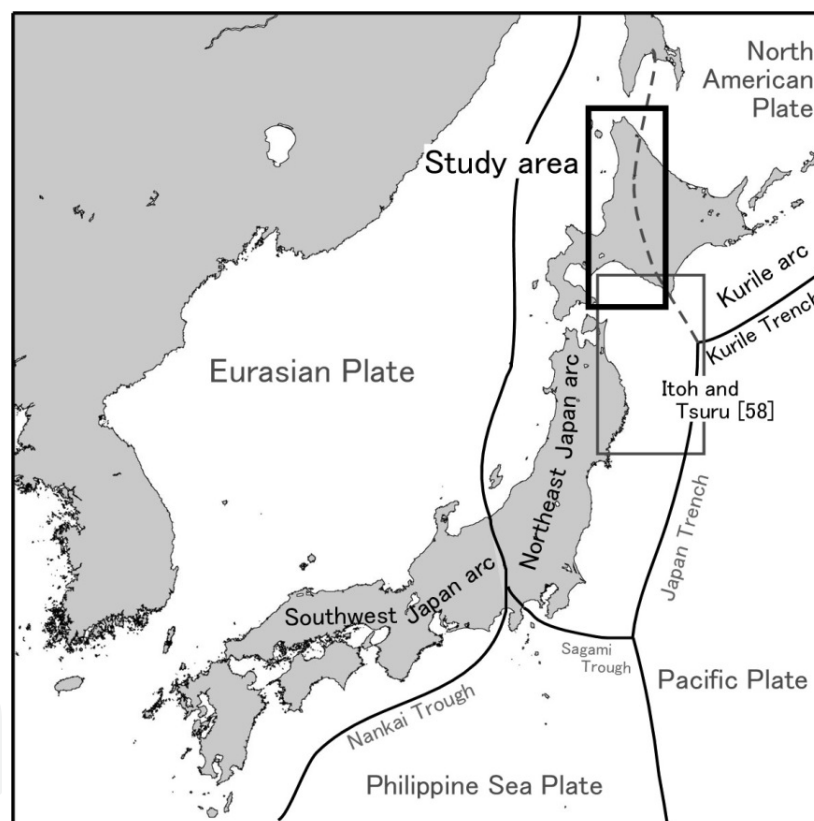 North
American
Plate
Study area
Kurile arc
Kurile Trench
Eurasian Plate
Itoh and
Tsuru [58]
Northeast Japan arc
Japan Trench
Southwest Japan arc
Sagami
Trough
Pacific Plate
Nankai Trough
Philippine Sea Plate